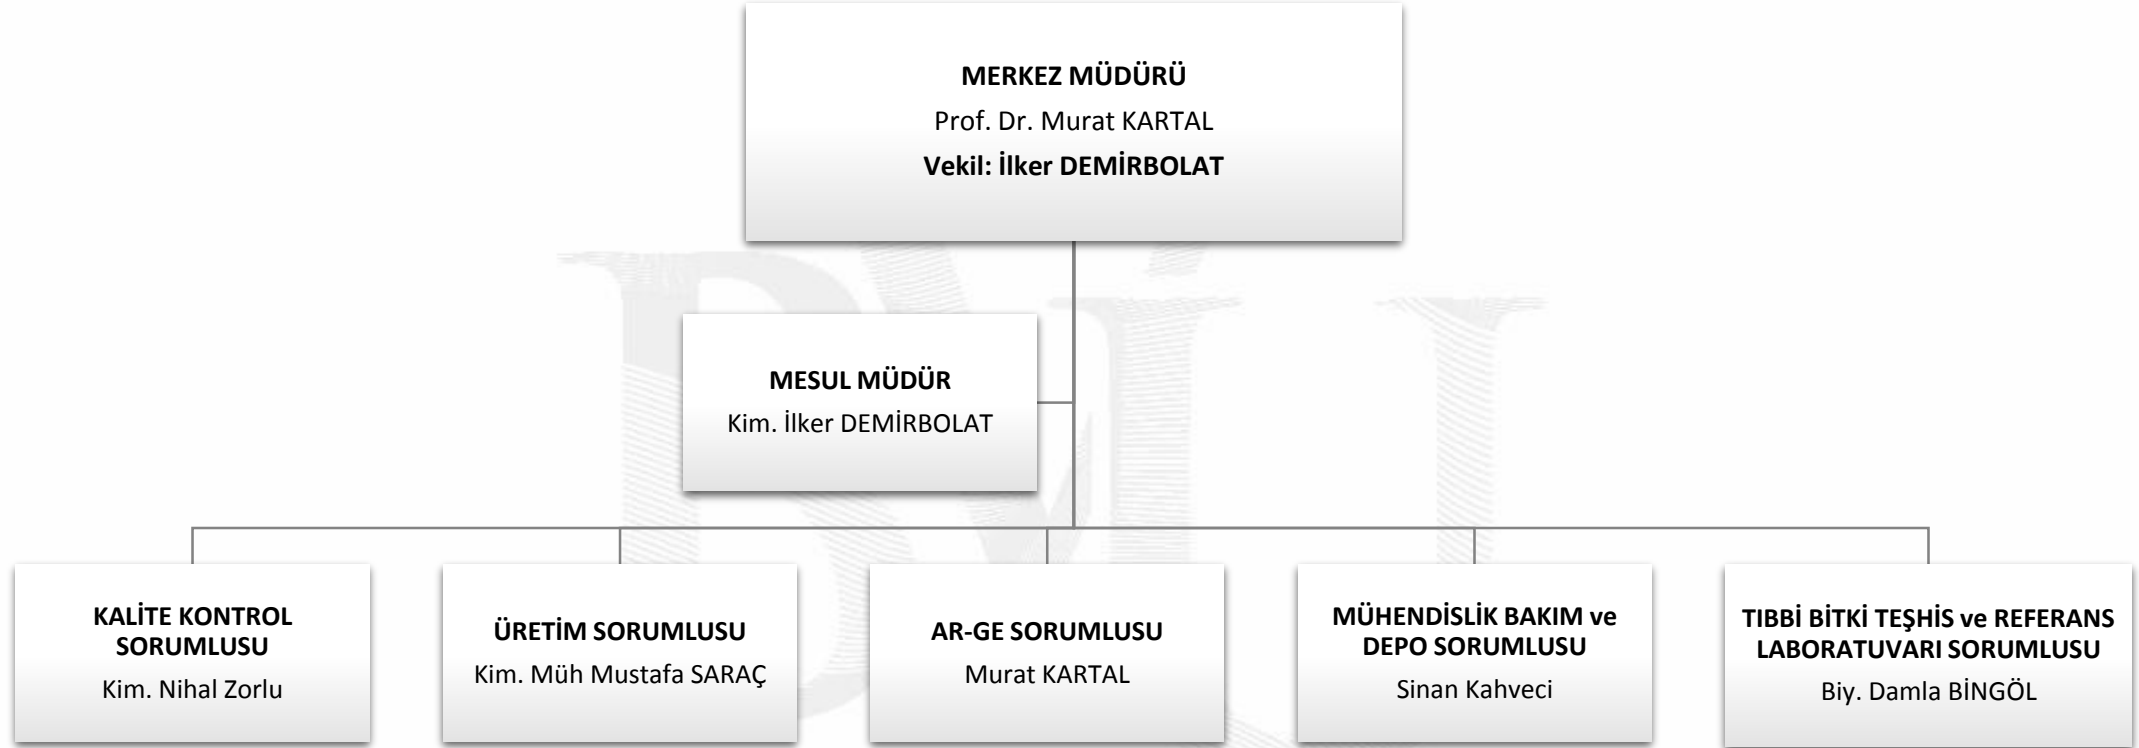 MERKEZ MÜDÜRÜ
Prof. Dr. Murat KARTAL
Vekil: İlker DEMİRBOLAT
MESUL MÜDÜR
Kim. İlker DEMİRBOLAT
KALİTE KONTROL
SORUMLUSU
Kim. Nihal Zorlu
ÜRETİM SORUMLUSU
Kim. Müh Mustafa SARAÇ
AR-GE SORUMLUSU
Murat KARTAL
MÜHENDİSLİK BAKIM ve
DEPO SORUMLUSU
Sinan Kahveci
TIBBİ BİTKİ TEŞHİS ve REFERANS
LABORATUVARI SORUMLUSU
Biy. Damla BİNGÖL